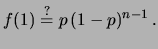 f(1) ≟ p (1 − p)^{n−1} .